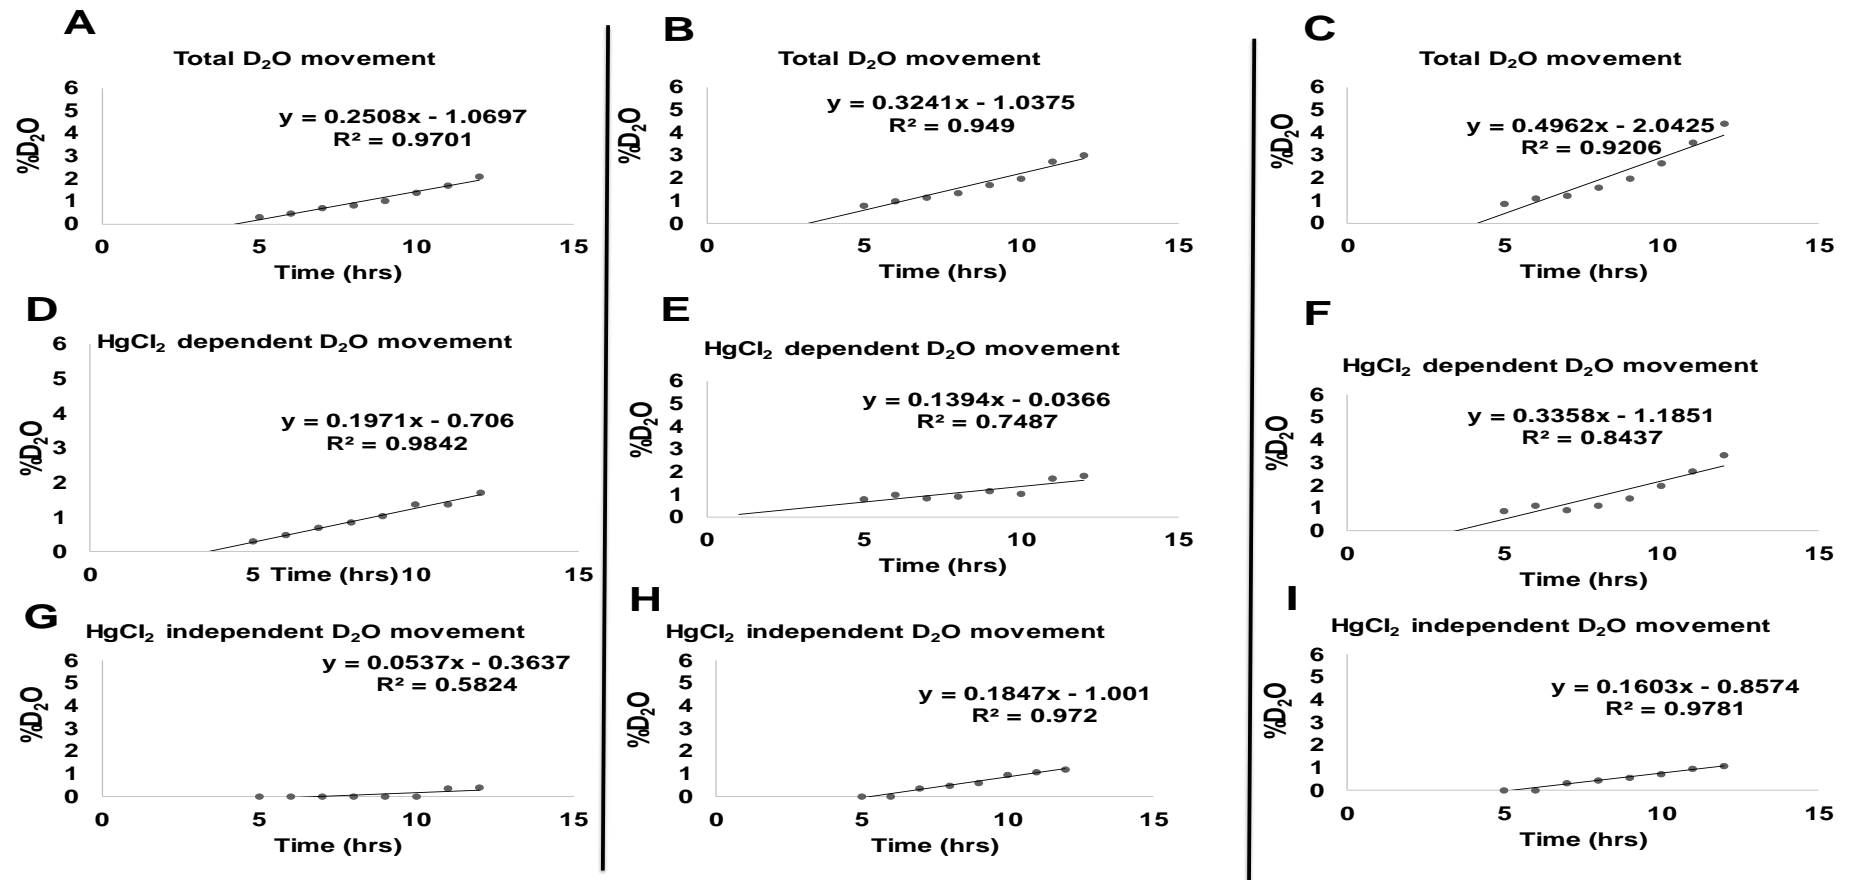 A
Total D₂O movement
y = 0.2508x - 1.0697
R² = 0.9701
%D₂O
6
5
4
3
2
1
0
0 5 10 15
Time (hrs)
B
Total D₂O movement
y = 0.3241x - 1.0375
R² = 0.949
%D₂O
6
5
4
3
2
1
0
0 5 10 15
Time (hrs)
C
Total D₂O movement
y = 0.4962x - 2.0425
R² = 0.9206
%D₂O
6
5
4
3
2
1
0
0 5 10 15
Time (hrs)
D
HgCl₂ dependent D₂O movement
y = 0.1971x - 0.706
R² = 0.9842
%D₂O
6
5
4
3
2
1
0
0 5 Time (hrs) 10 15
E
HgCl₂ dependent D₂O movement
y = 0.1394x - 0.0366
R² = 0.7487
%D₂O
6
5
4
3
2
1
0
0 5 10 15
Time (hrs)
F
HgCl₂ dependent D₂O movement
y = 0.3358x - 1.1851
R² = 0.8437
%D₂O
6
5
4
3
2
1
0
0 5 10 15
Time (hrs)
G
HgCl₂ independent D₂O movement
y = 0.0537x - 0.3637
R² = 0.5824
%D₂O
6
5
4
3
2
1
0
0 5 10 15
Time (hrs)
H
HgCl₂ independent D₂O movement
y = 0.1847x - 1.001
R² = 0.972
%D₂O
6
5
4
3
2
1
0
0 5 10 15
Time (hrs)
I
HgCl₂ independent D₂O movement
y = 0.1603x - 0.8574
R² = 0.9781
%D₂O
6
5
4
3
2
1
0
0 5 10 15
Time (hrs)